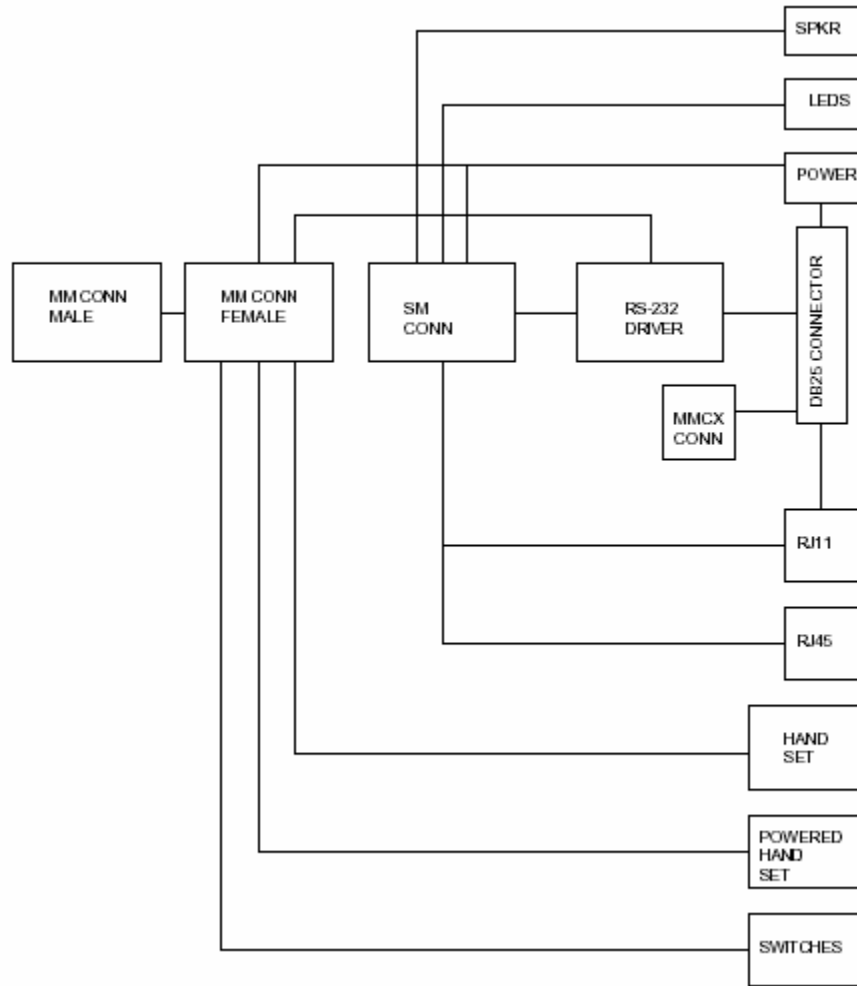 SPKR
LEDS
POWER
MM CONN
MALE
MM CONN
FEMALE
SM
CONN
RS-232
DRIVER
DB25 CONNECTOR
MMCX
CONN
RJ11
RJ45
HAND
SET
POWERED
HAND
SET
SWITCHES